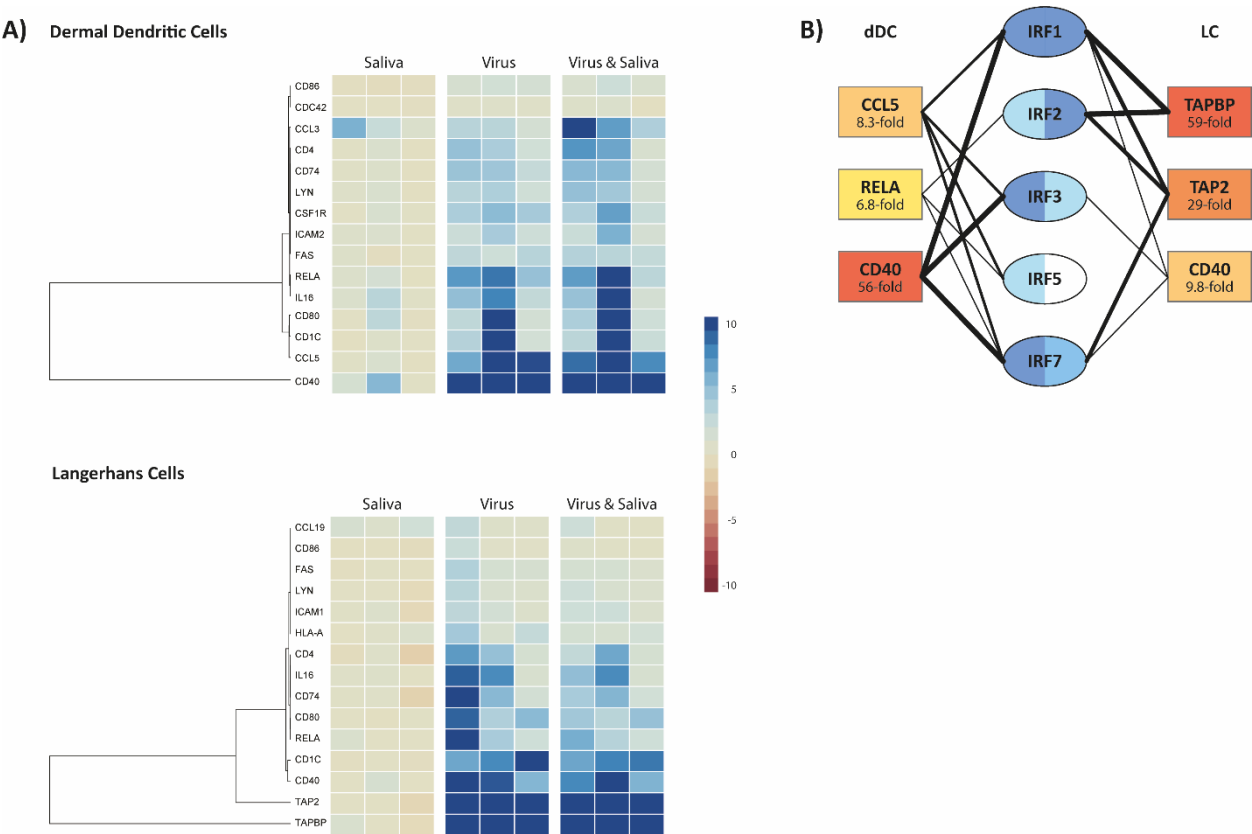 A) Dermal Dendritic Cells
Saliva Virus Virus & Saliva
CD86
CDC42
CCL3
CD4
CD74
LYN
CSF1R
ICAM2
FAS
RELA
IL16
CD80
CD1C
CCL5
CD40
Langerhans Cells
Saliva Virus Virus & Saliva
CCL19
CD86
FAS
LYN
ICAM1
HLA-A
CD4
IL16
CD74
CD80
RELA
CD1C
CD40
TAP2
TAPBP
10
5
0
-5
-10
B) dDC LC
IRF1
CCL5
8.3-fold
TAPBP
59-fold
IRF2
RELA
6.8-fold
IRF3
TAP2
29-fold
CD40
56-fold
IRF5
CD40
9.8-fold
IRF7